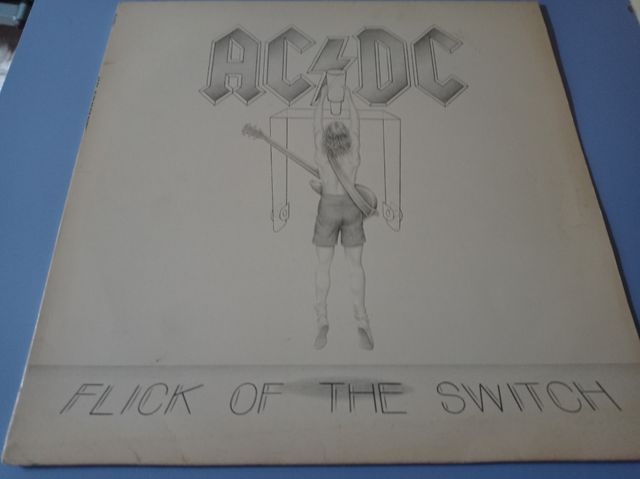 AC⚡DC
FLICK OF THE SWITCH